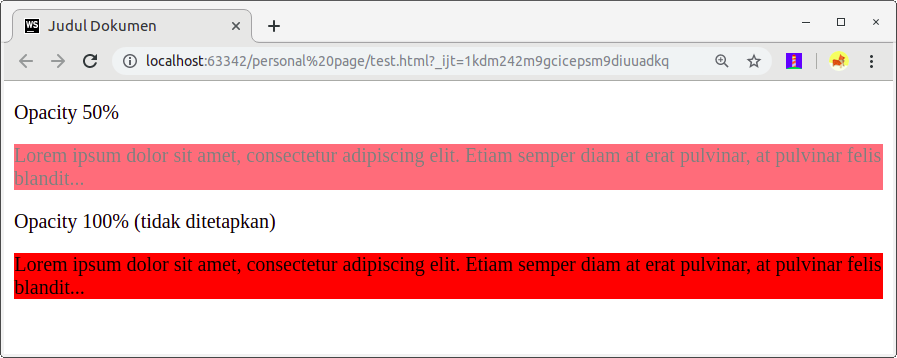 WS Judul Dokumen
localhost:63342/personal%20page/test.html?_ijt=1kdm242m9gcicepsm9diuuadkq
Opacity 50%
Lorem ipsum dolor sit amet, consectetur adipiscing elit. Etiam semper diam at erat pulvinar, at pulvinar felis
blandit...
Opacity 100% (tidak ditetapkan)
Lorem ipsum dolor sit amet, consectetur adipiscing elit. Etiam semper diam at erat pulvinar, at pulvinar felis
blandit...